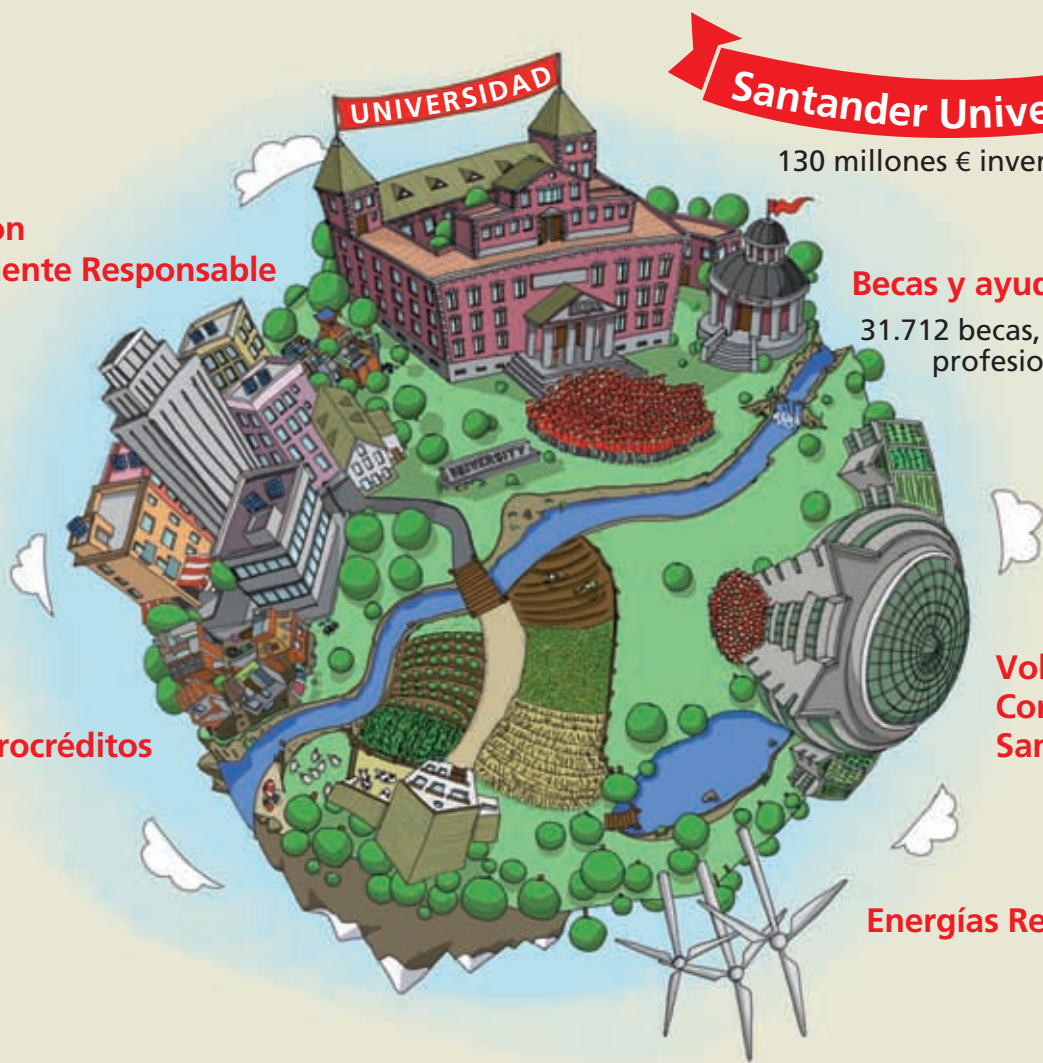 UNIVERSIDAD
Santander Unive
130 millones € inver
on
ente Responsable
Becas y ayud
31.712 becas,
profesio
UNIVERSITY
Vol
Cor
San
rocréditos
Energías Re